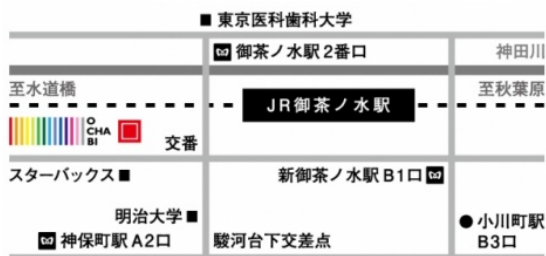 ■東京医科歯科大学
御茶ノ水駅2番口
神田川
至水道橋
至秋葉原
JR御茶ノ水駅
OCHABI
交番
スターバックス■
新御茶ノ水駅B1口
明治大学■
神保町駅A2口
駿河台下交差点
●小川町駅
B3口